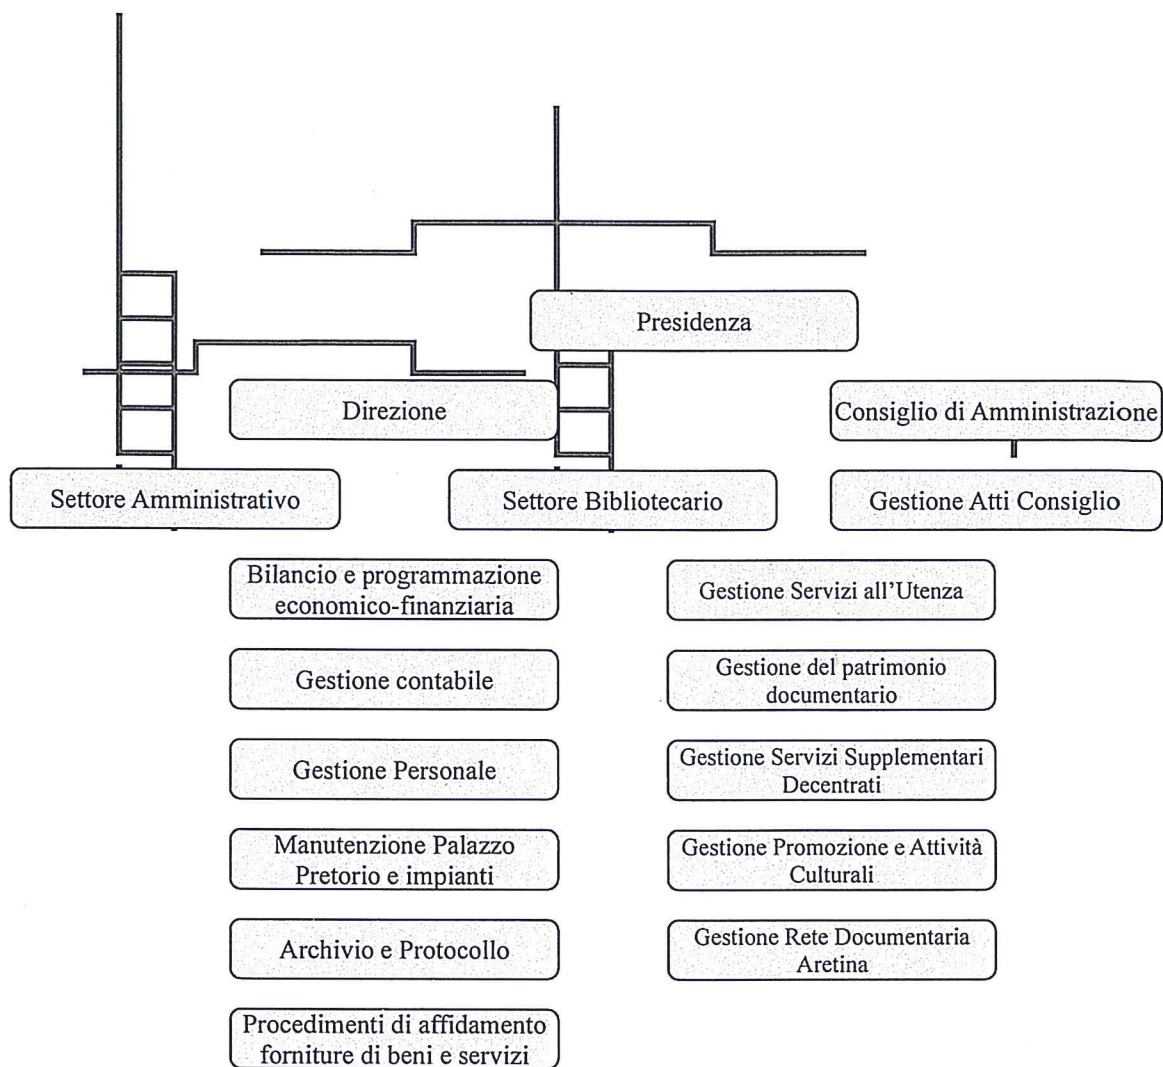 Presidenza
Direzione
Consiglio di Amministrazione
Settore Amministrativo
Settore Bibliotecario
Gestione Atti Consiglio
Bilancio e programmazione
economico-finanziaria
Gestione Servizi all'Utenza
Gestione contabile
Gestione del patrimonio
documentario
Gestione Personale
Gestione Servizi Supplementari
Decentrati
Manutenzione Palazzo
Pretorio e impianti
Gestione Promozione e Attività
Culturali
Archivio e Protocollo
Gestione Rete Documentaria
Aretina
Procedimenti di affidamento
forniture di beni e servizi